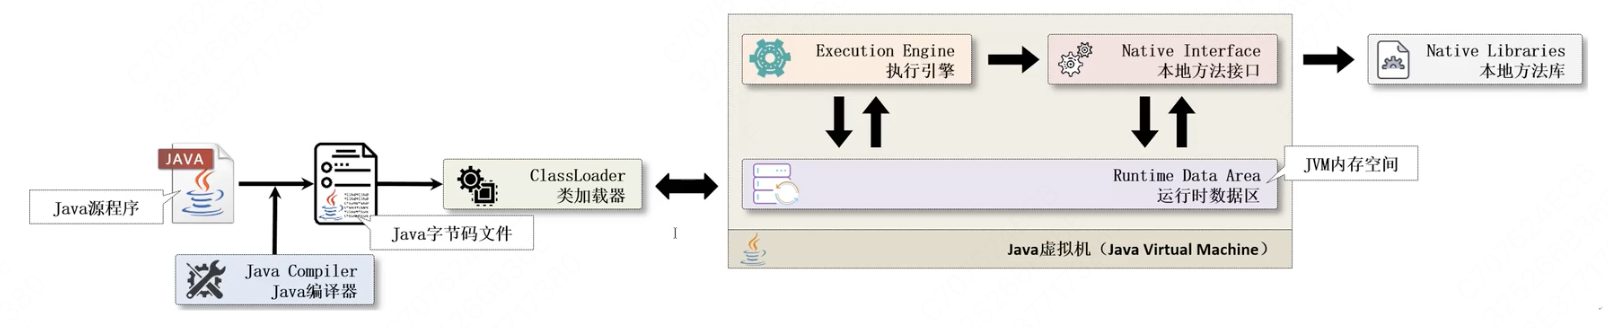 Execution Engine
执行引擎
Native Interface
本地方法接口
Native Libraries
本地方法库
JAVA
Java源程序
Java字节码文件
ClassLoader
类加载器
Runtime Data Area
运行时数据区
JVM内存空间
Java虚拟机（Java Virtual Machine）
Java Compiler
Java编译器